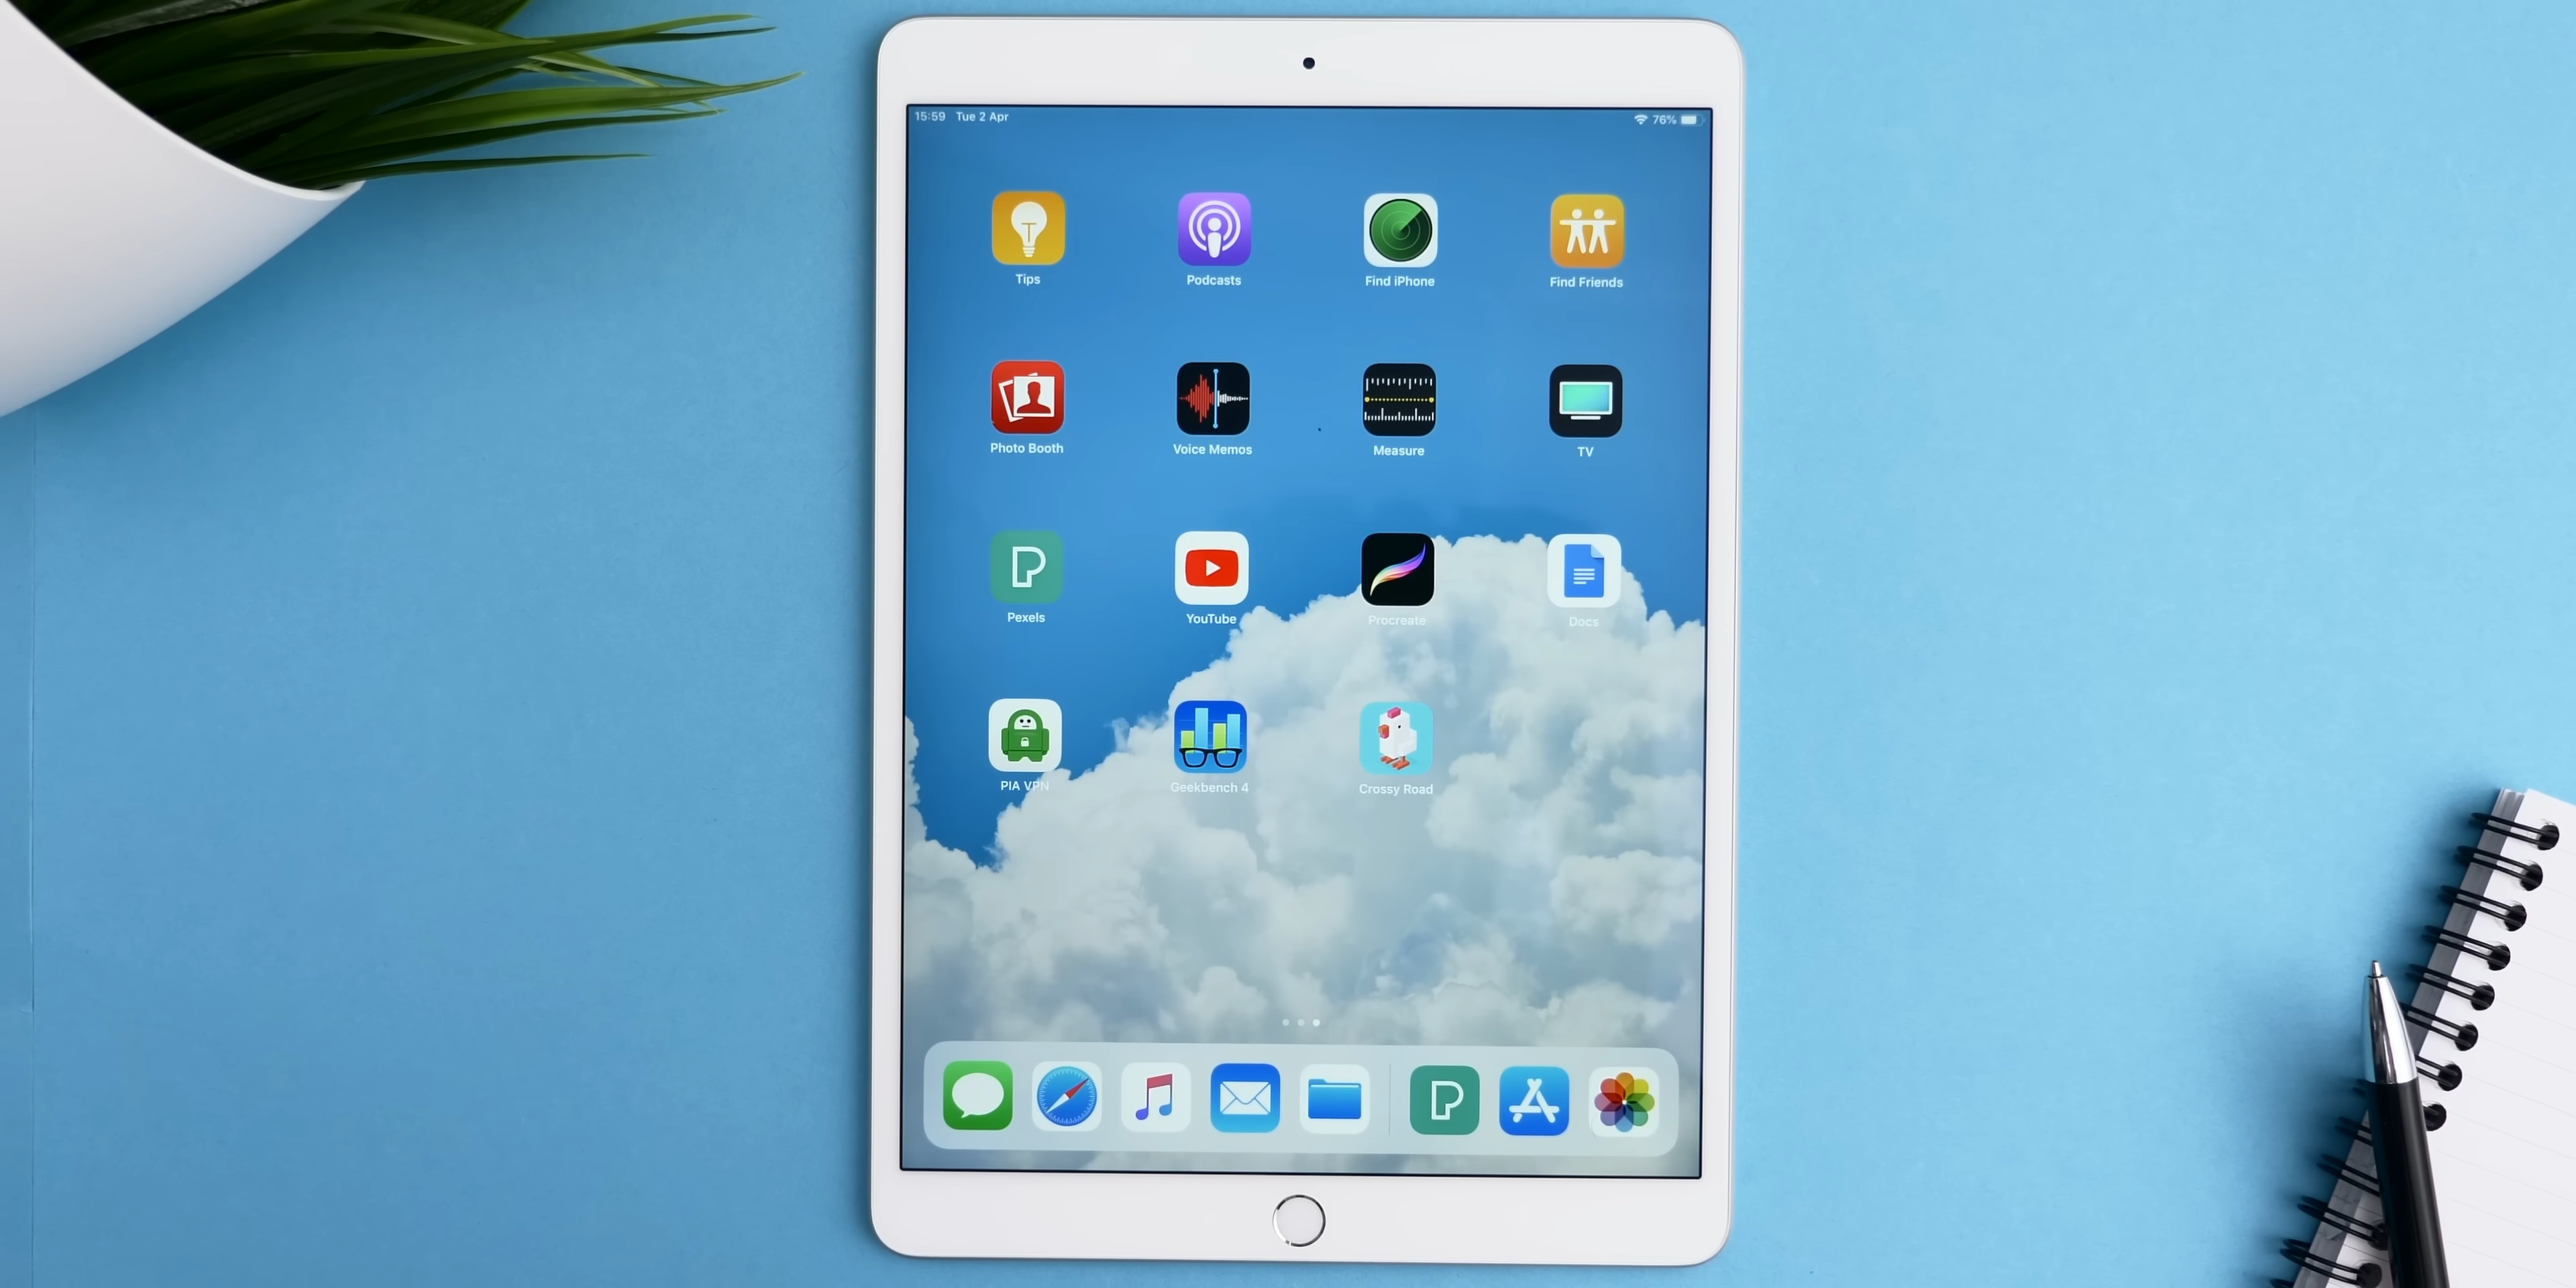 15:59 Tue 2 Apr 76%
Tips Podcasts Find iPhone Find Friends
Photo Booth Voice Memos Measure TV
Pexels YouTube Procreate Docs
PIA VPN Geekbench 4 Crossy Road